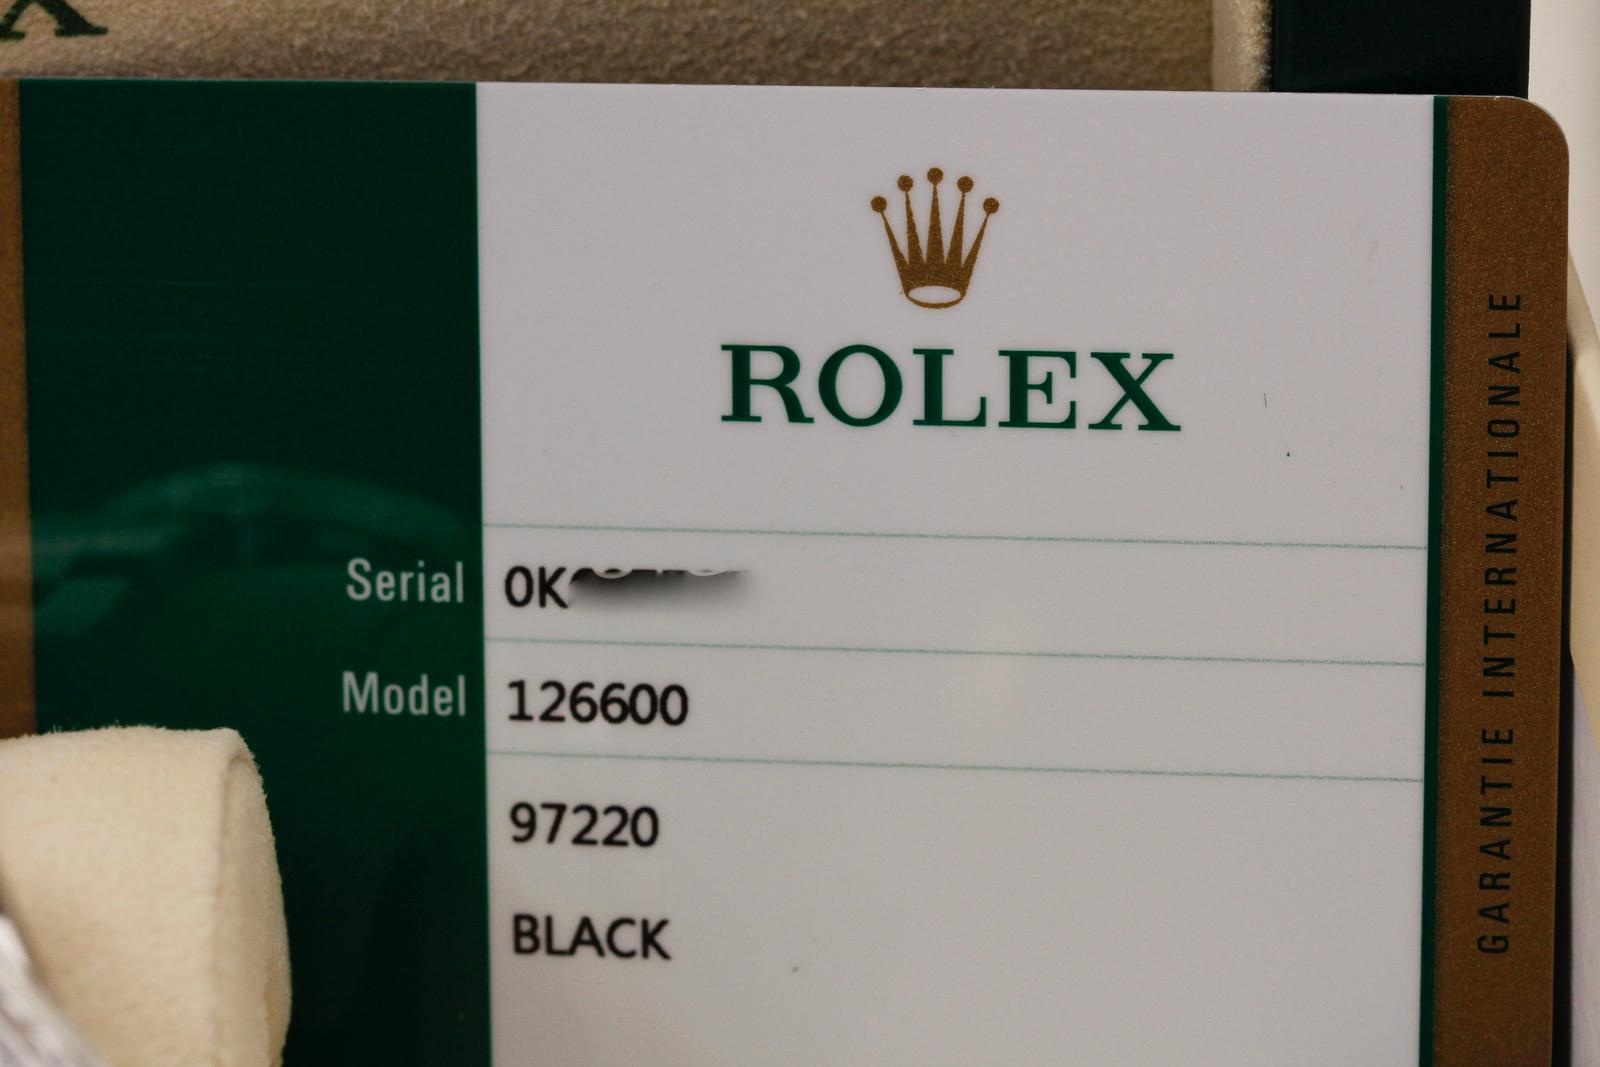 X
ROLEX
Serial 0K
Model 126600
97220
BLACK
GARANTIE INTERNATIONALE